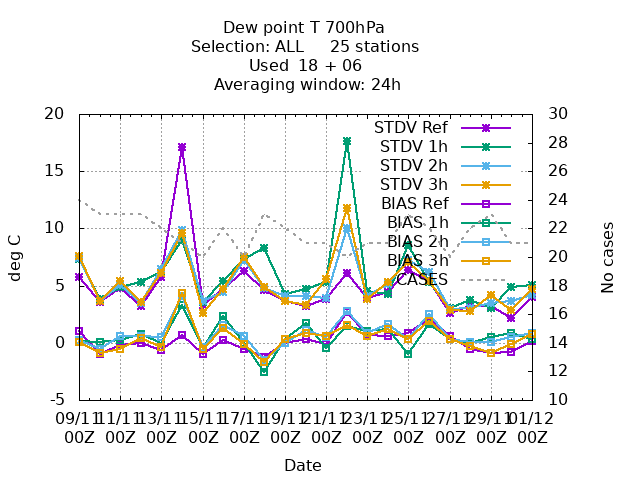 Dew point T 700hPa
Selection: ALL     25 stations
Used  18 + 06
Averaging window: 24h
20
15
10
5
0
-5
30
28
26
24
22
20
18
16
14
12
10
deg C
No cases
STDV Ref
STDV 1h
STDV 2h
STDV 3h
BIAS Ref
BIAS 1h
BIAS 2h
BIAS 3h
CASES
09/11 11/11 13/11 15/11 17/11 19/11 21/11 23/11 25/11 27/11 29/11 01/12
00Z 00Z 00Z 00Z 00Z 00Z 00Z 00Z 00Z 00Z 00Z 00Z
Date